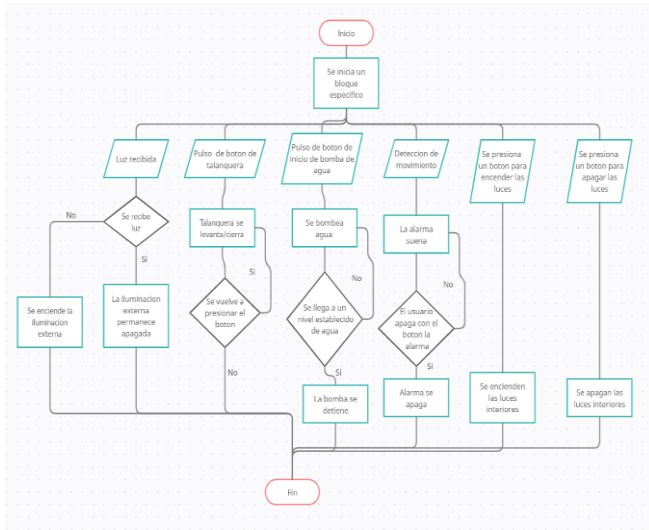 Inicio
Se inicia un
bloque
específico
Luz recibida
Pulso de boton de
talanquera
Pulso de boton de
inicio de bomba de
agua
Deteccion de
movimiento
Se presiona
un boton para
encender las
luces
Se presiona
un boton para
apagar las
luces
No
Se recibe
luz
Si
Talanquera se
levanta/cierra
Si
Se bombea
agua
No
La alarma
suena
No
Se enciende la
iluminacion
externa
La iluminacion
externa
permanece
apagada
Se vuelve a
presionar el
boton
No
Se llega a un
nivel establecido
de agua
Si
El usuario
apaga con el
boton la
alarma
Si
La bomba se
detiene
Alarma se
apaga
Se encienden
las luces
interiores
Se apagan las
luces interiores
Fin